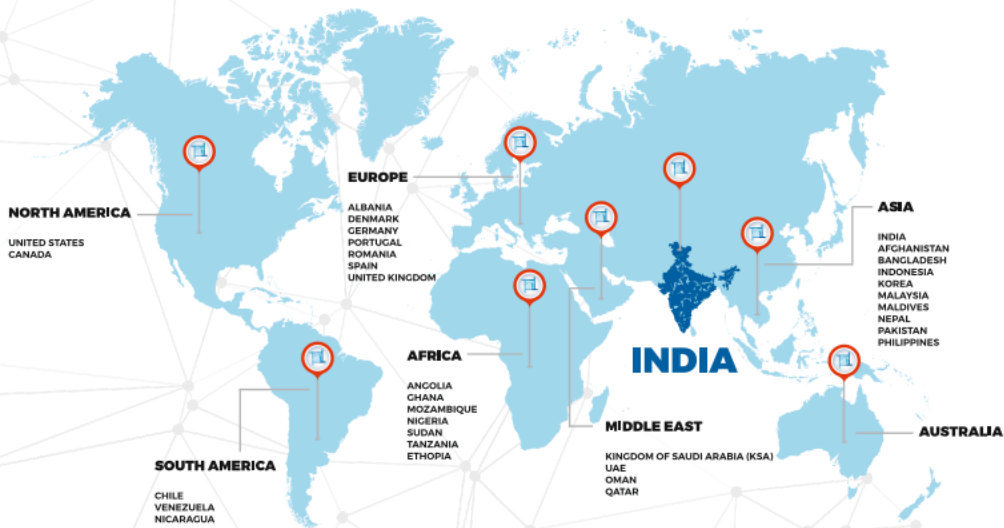 NORTH AMERICA
UNITED STATES
CANADA
EUROPE
ALBANIA
DENMARK
GERMANY
PORTUGAL
ROMANIA
SPAIN
UNITED KINGDOM
ASIA
INDIA
AFGHANISTAN
BANGLADESH
INDONESIA
KOREA
MALAYSIA
MALDIVES
NEPAL
PAKISTAN
PHILIPPINES
INDIA
AFRICA
ANGOLIA
GHANA
MOZAMBIQUE
NIGERIA
SUDAN
TANZANIA
ETHOPIA
MIDDLE EAST
KINGDOM OF SAUDI ARABIA (KSA)
UAE
OMAN
QATAR
AUSTRALIA
SOUTH AMERICA
CHILE
VENEZUELA
NICARAGUA